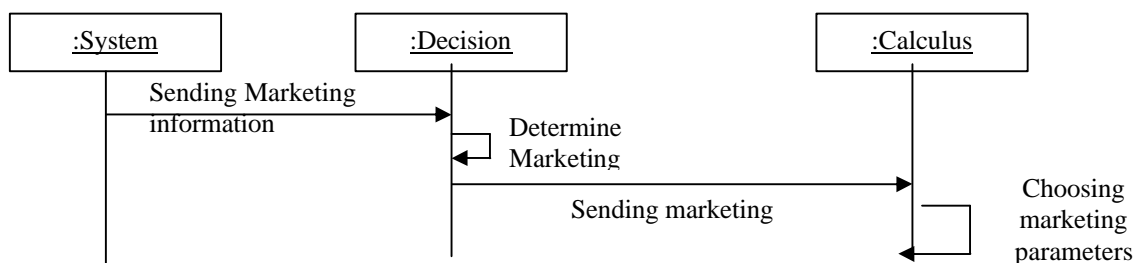 :System
:Decision
:Calculus
Sending Marketing
information
Determine
Marketing
Sending marketing
Choosing
marketing
parameters